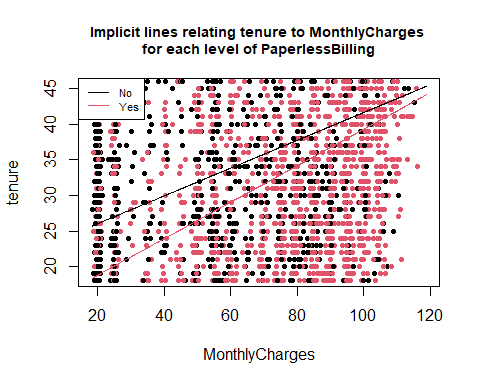 Implicit lines relating tenure to MonthlyCharges
for each level of PaperlessBilling
No
Yes
45
40
35
30
25
20
tenure
20
40
60
80
100
120
MonthlyCharges